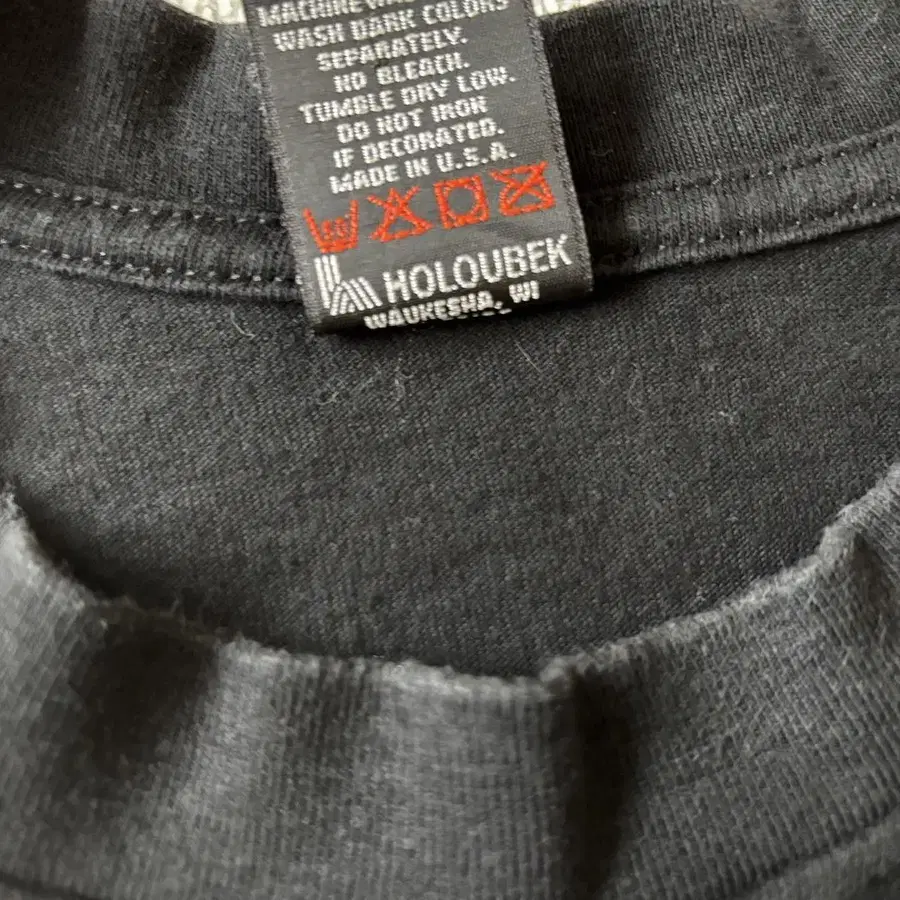 WASH DARK COLORS
SEPARATELY.
NO BLEACH.
TUMBLE DRY LOW.
DO NOT IRON
IF DECORATED.
MADE IN U.S.A.
HOLOUBEK
WAUKESHA, WI